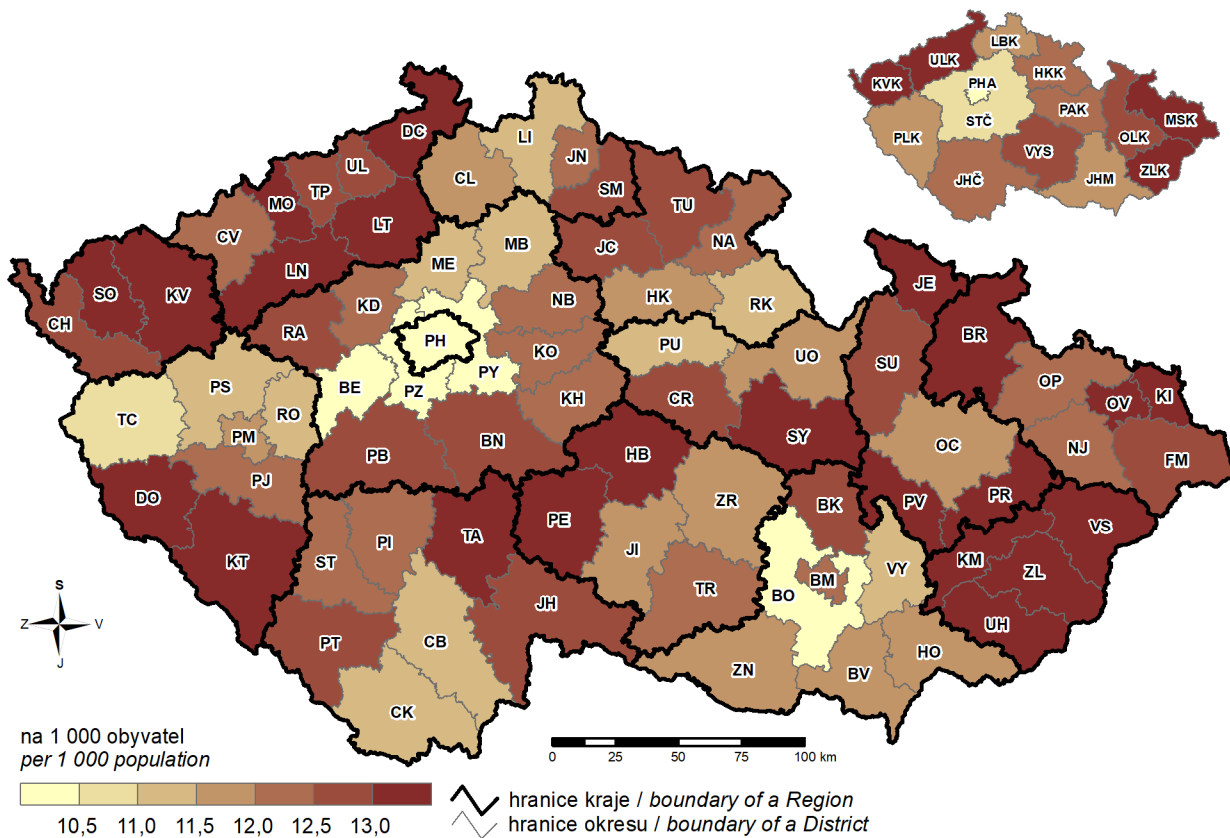 LBK
ULK
HKK
KVK
PHA
STČ
PAK
MSK
PLK
OLK
VYS
ZLK
JHČ
JHM
DC
LI
UL
JN
CL
TP
SM
MO
TU
LT
CV
NA
MB
JC
ME
LN
SO
KV
JE
KD
NB
HK
RK
CH
RA
BR
PH
KO
PU
UO
SU
PS
BE
PZ
PY
OP
KI
OV
RO
KH
CR
TC
PM
SY
OC
NJ
FM
BN
HB
PB
PJ
DO
PR
ZR
BK
PV
VS
TA
PE
PI
JI
KT
ST
KM
VY
ZL
BM
TR
BO
JH
UH
PT
CB
HO
ZN
BV
CK
S
Z V
J
na 1 000 obyvatel
per 1 000 population
10,5 11,0 11,5 12,0 12,5 13,0
0 25 50 75 100 km
hranice kraje / boundary of a Region
hranice okresu / boundary of a District